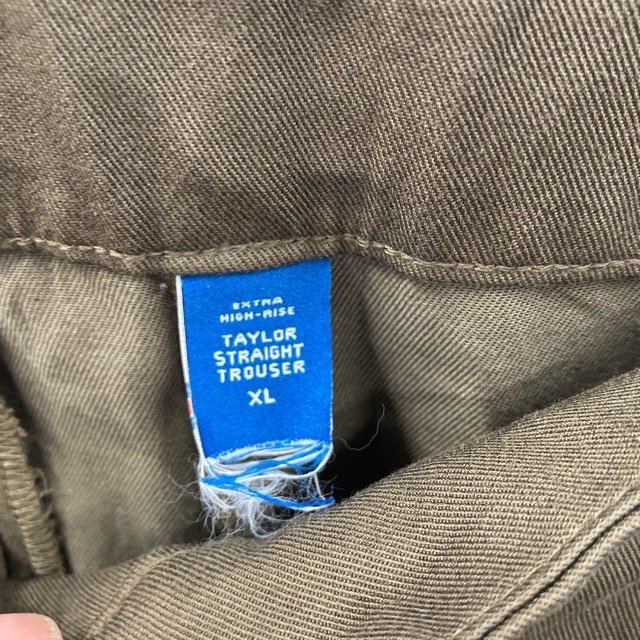 EXTRA
HIGH-RISE
TAYLOR
STRAIGHT
TROUSER
XL